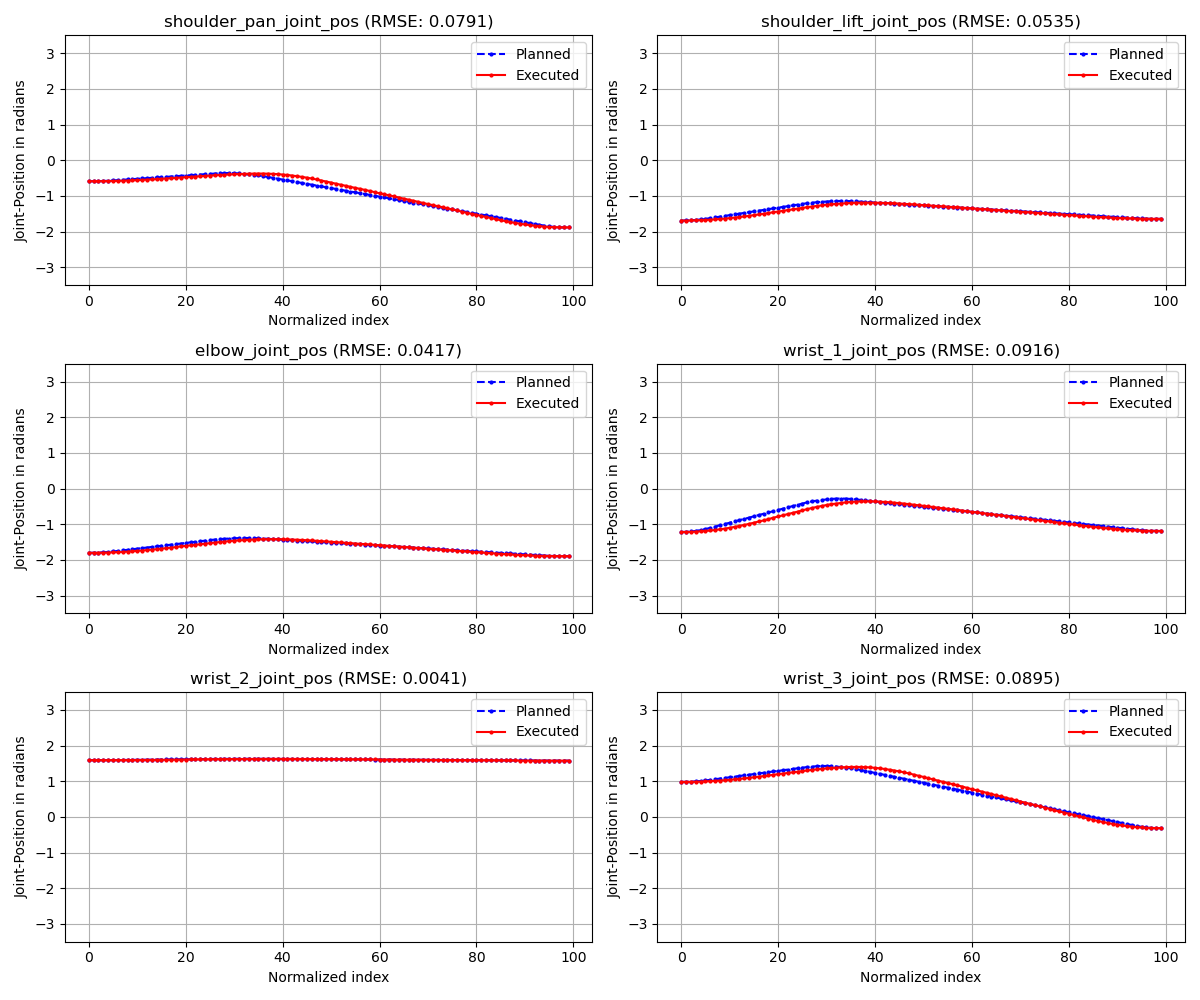 shoulder_pan_joint_pos (RMSE: 0.0791)
Joint-Position in radians
3
2
1
0
−1
−2
−3
Planned
Executed
0 20 40 60 80 100
Normalized index
shoulder_lift_joint_pos (RMSE: 0.0535)
Joint-Position in radians
3
2
1
0
−1
−2
−3
Planned
Executed
0 20 40 60 80 100
Normalized index
elbow_joint_pos (RMSE: 0.0417)
Joint-Position in radians
3
2
1
0
−1
−2
−3
Planned
Executed
0 20 40 60 80 100
Normalized index
wrist_1_joint_pos (RMSE: 0.0916)
Joint-Position in radians
3
2
1
0
−1
−2
−3
Planned
Executed
0 20 40 60 80 100
Normalized index
wrist_2_joint_pos (RMSE: 0.0041)
Joint-Position in radians
3
2
1
0
−1
−2
−3
Planned
Executed
0 20 40 60 80 100
Normalized index
wrist_3_joint_pos (RMSE: 0.0895)
Joint-Position in radians
3
2
1
0
−1
−2
−3
Planned
Executed
0 20 40 60 80 100
Normalized index